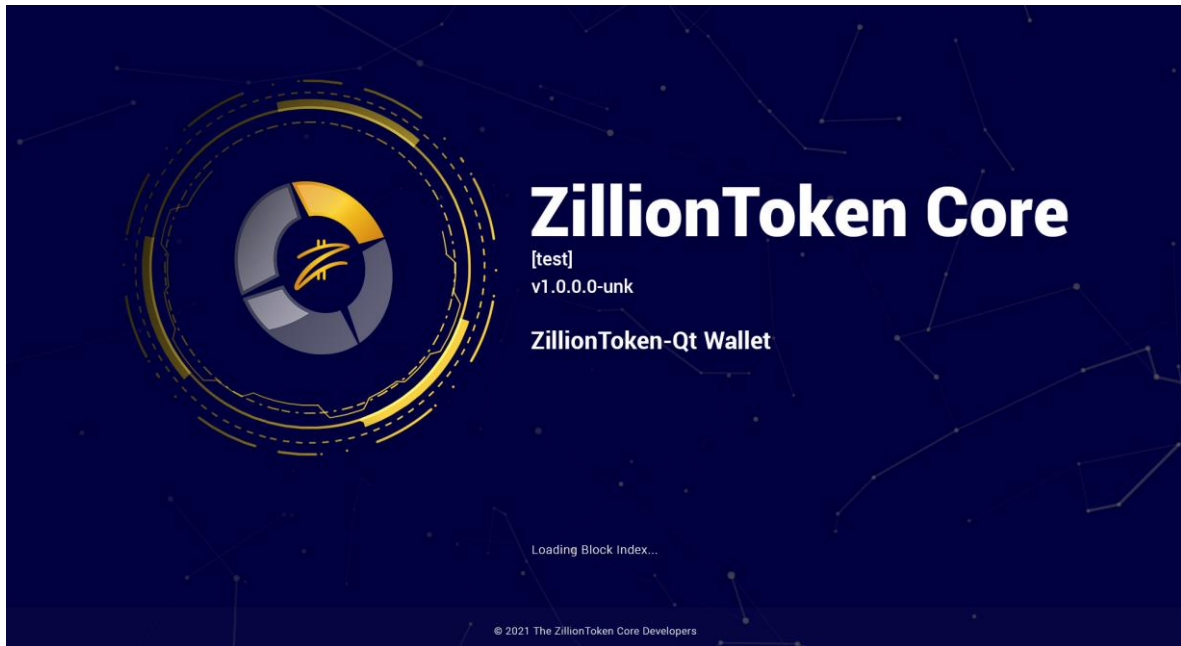 ZillionToken Core
[test]
v1.0.0.0-unk
ZillionToken-Qt Wallet
Loading Block Index...
© 2021 The ZillionToken Core Developers